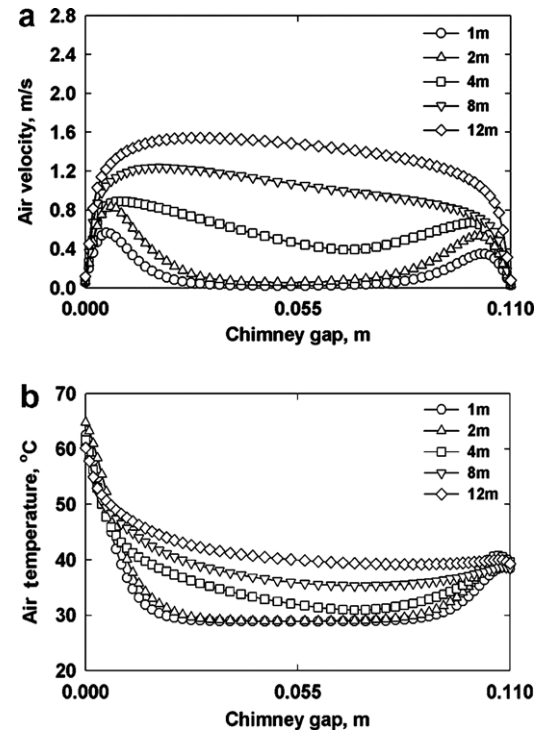 a
2.8
2.4
2.0
1.6
1.2
0.8
0.4
0.0
Air velocity, m/s
1m
2m
4m
8m
12m
0.000
0.055
0.110
Chimney gap, m
b
70
60
50
40
30
20
Air temperature, °C
1m
2m
4m
8m
12m
0.000
0.055
0.110
Chimney gap, m